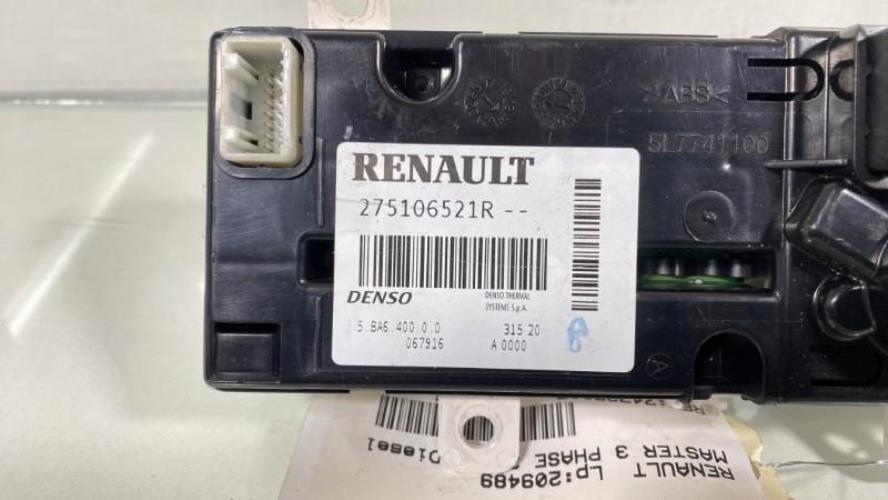 >ABS<
5L7741100
RENAULT
275106521R --
DENSO
DENSO THERMAL
SYSTEMS S.p.A.
5.BA6.400.0.0
315 20
067916
A 0000
A
RENAULT
MASTER 3 PHASE
Lp:209489
Diesel